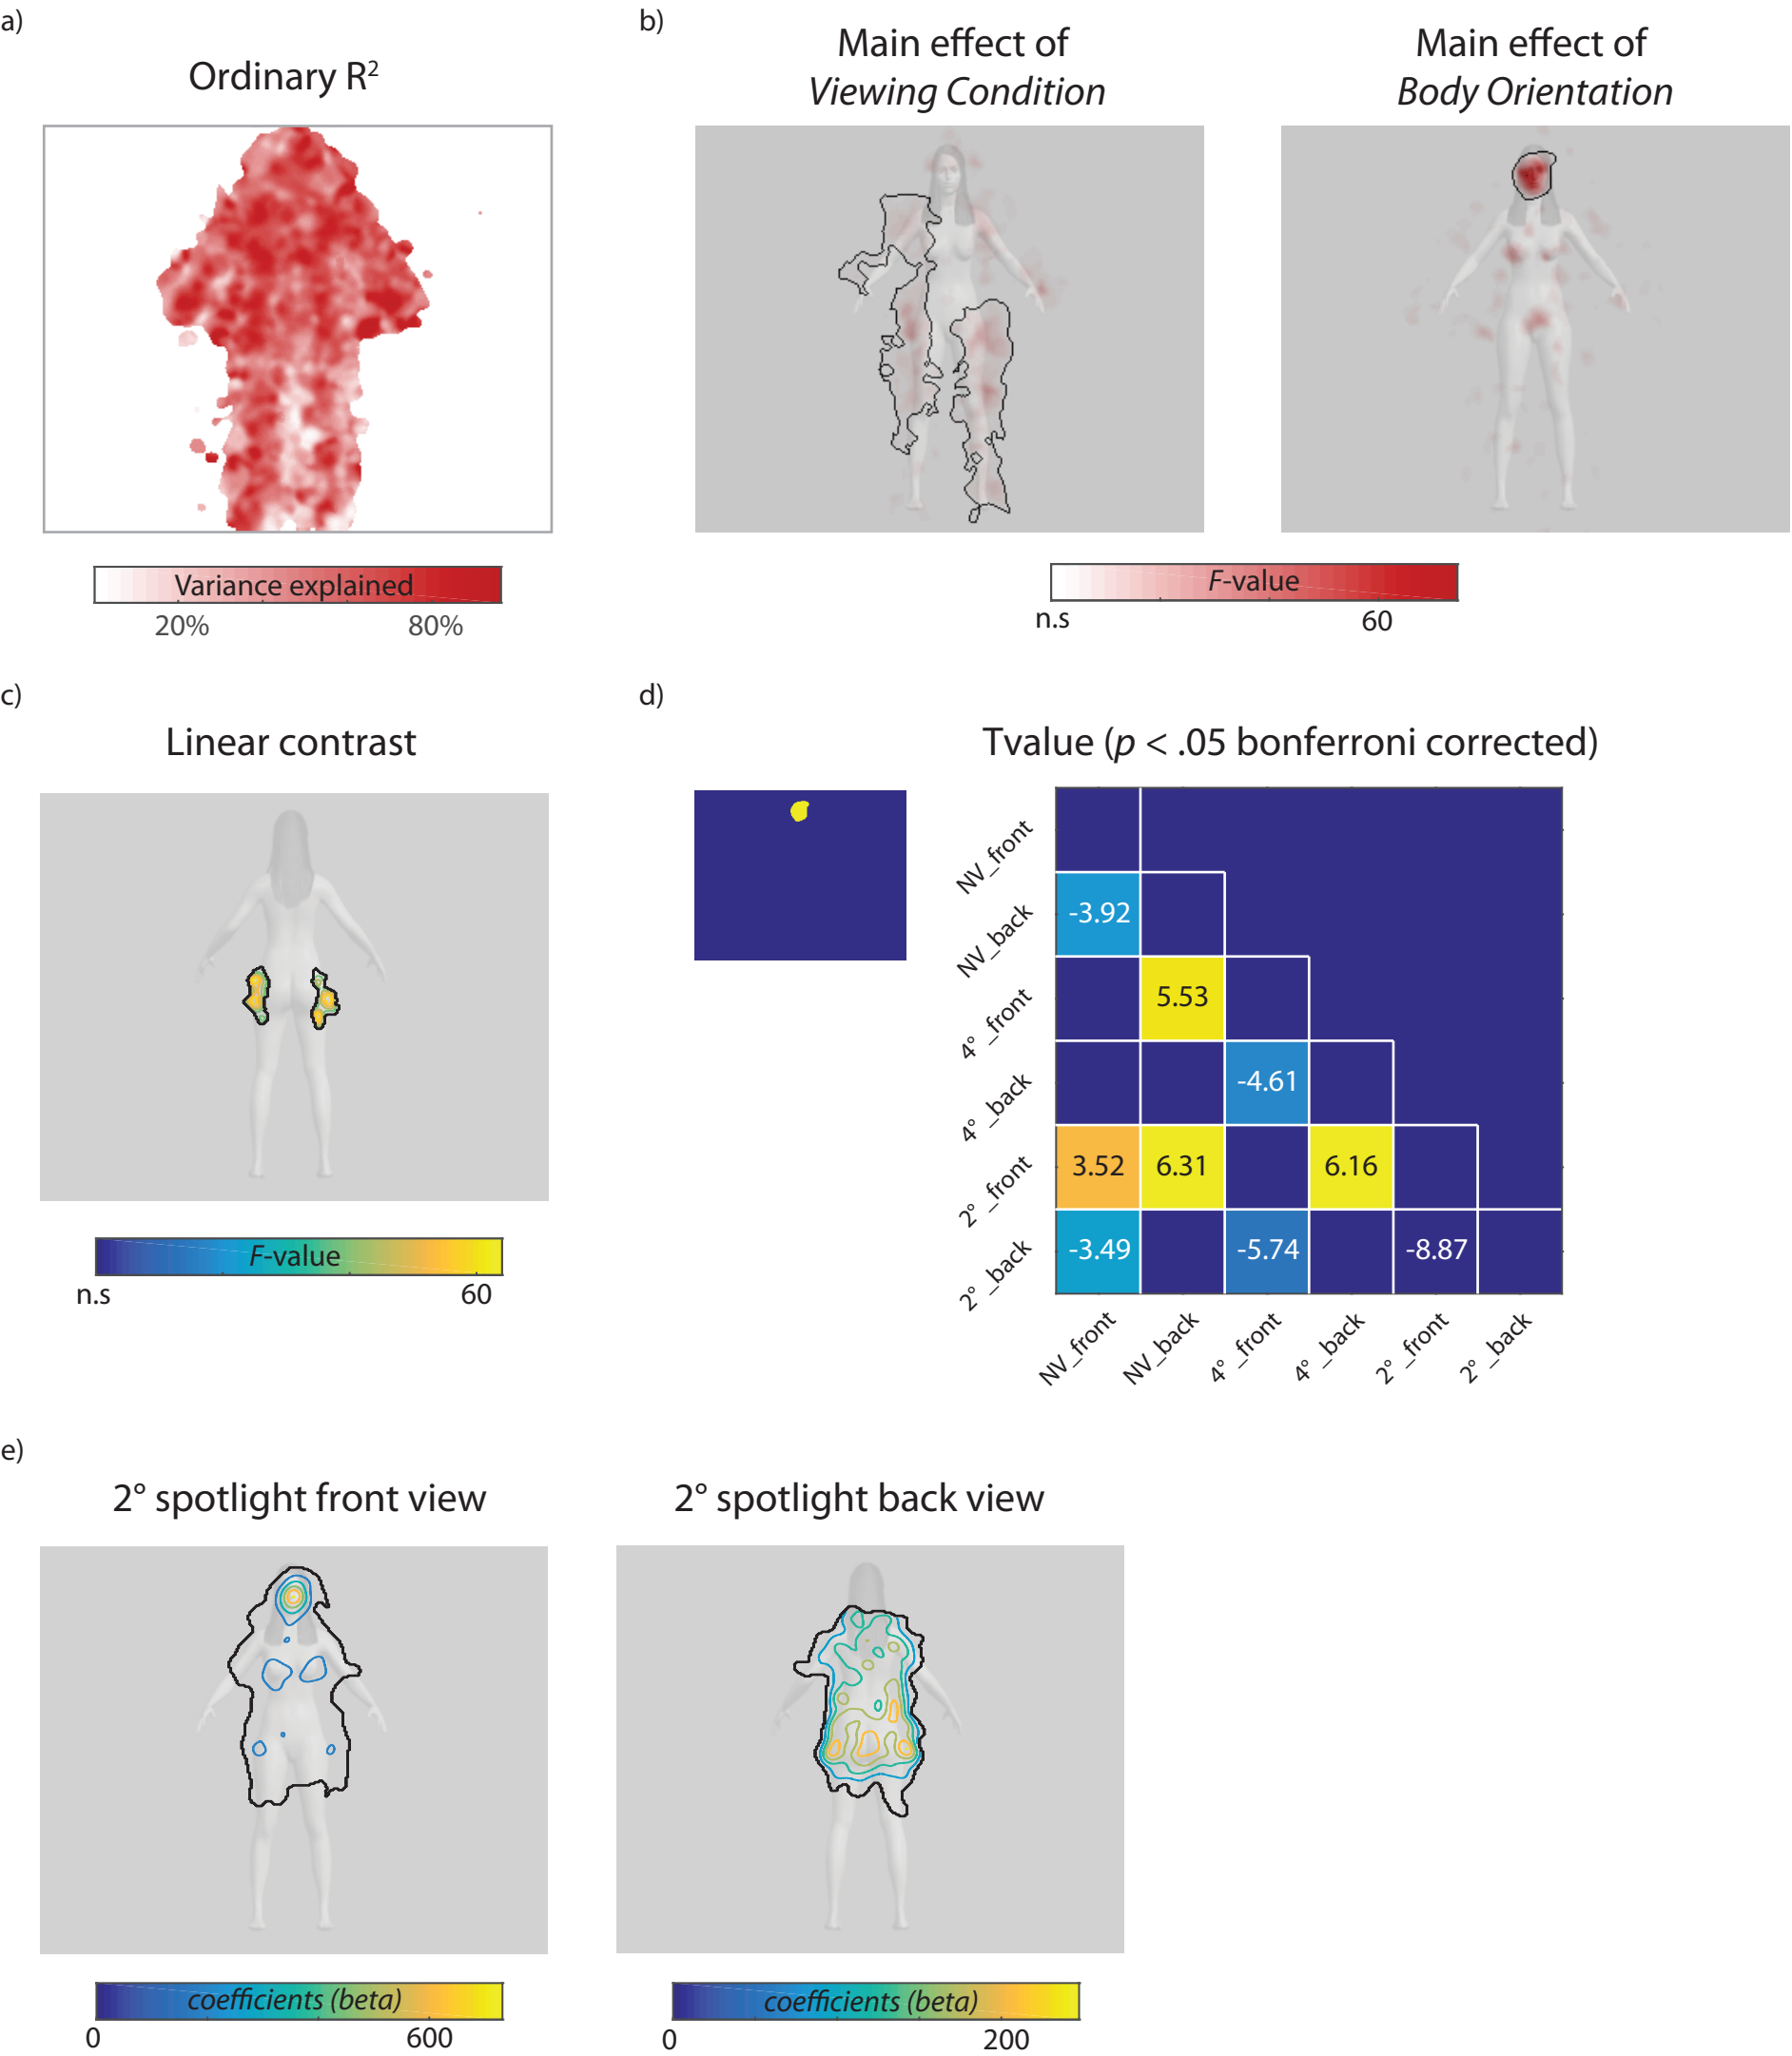 a)
Ordinary R²
Variance explained
20% 80%
b)
Main effect of
Viewing Condition
Main effect of
Body Orientation
F-value
n.s 60
c)
Linear contrast
F-value
n.s 60
d)
Tvalue (p < .05 bonferroni corrected)
NV_front
NV_back -3.92
4°_front 5.53
4°_back -4.61
2°_front 3.52 6.31 6.16
2°_back -3.49 -5.74 -8.87
NV_front NV_back 4°_front 4°_back 2°_front 2°_back
e)
2° spotlight front view
coefficients (beta)
0 600
2° spotlight back view
coefficients (beta)
0 200